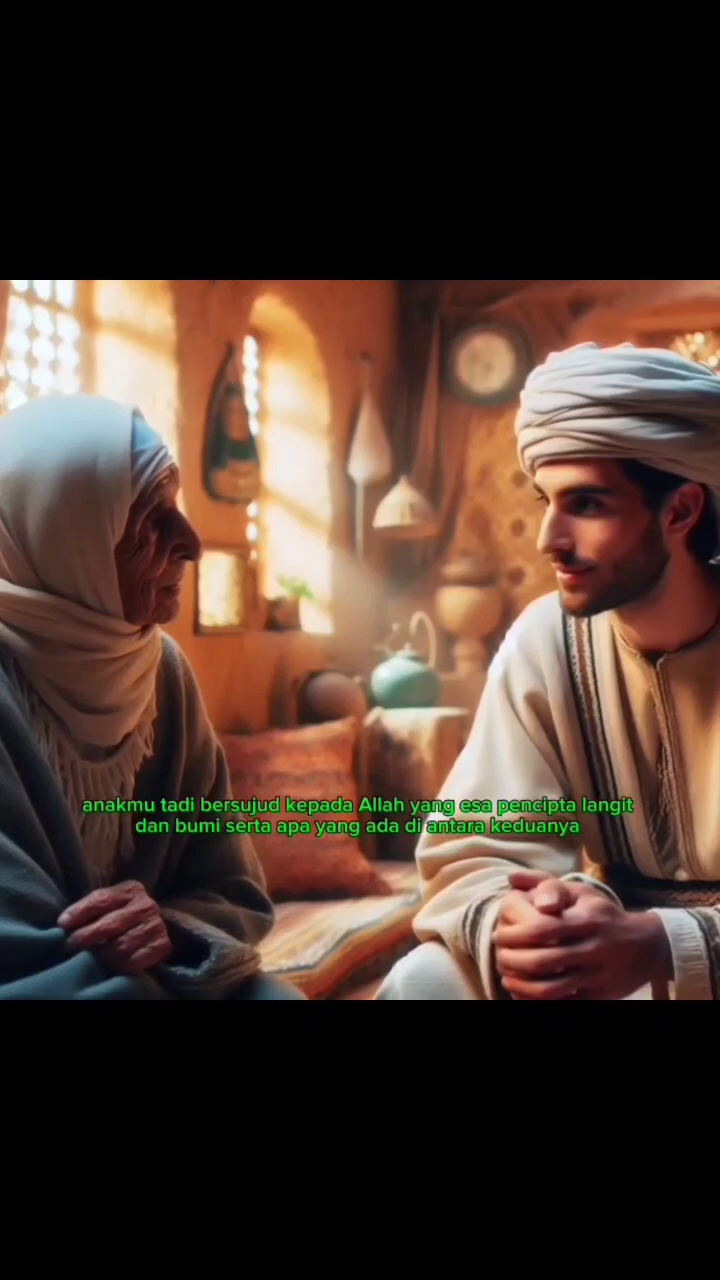 anakmu tadi bersujud kepada Allah yang esa pencipta langit
dan bumi serta apa yang ada di antara keduanya